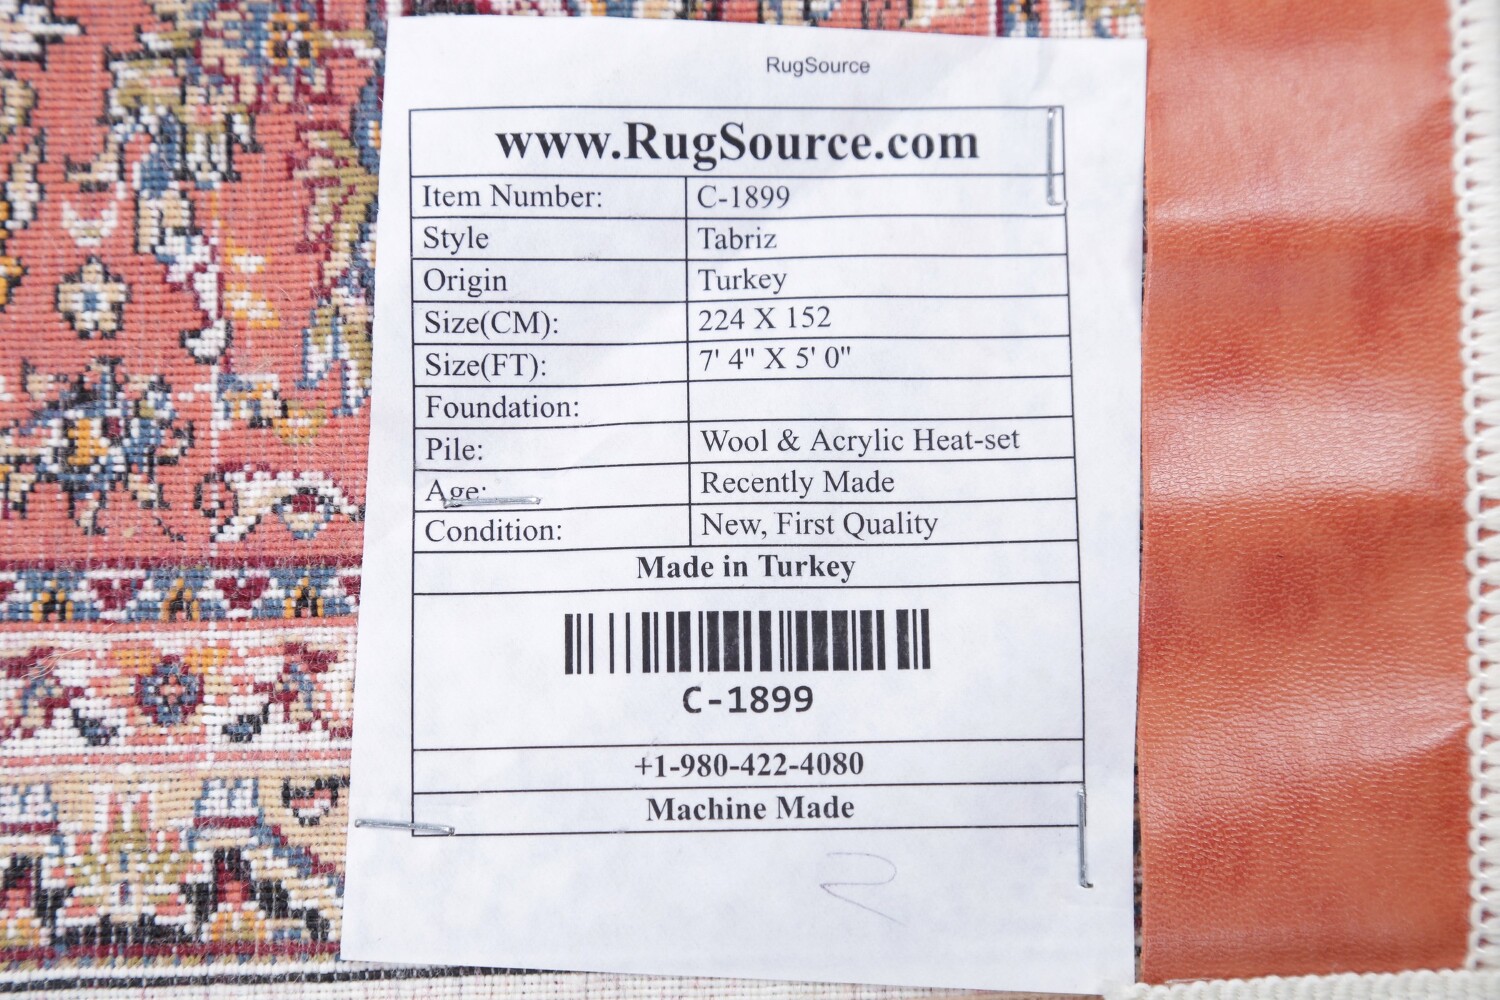 RugSource
www.RugSource.com
Item Number: C-1899
Style Tabriz
Origin Turkey
Size(CM): 224 X 152
Size(FT): 7' 4" X 5' 0"
Foundation:
Pile: Wool & Acrylic Heat-set
Age: Recently Made
Condition: New, First Quality
Made in Turkey
C-1899
+1-980-422-4080
Machine Made